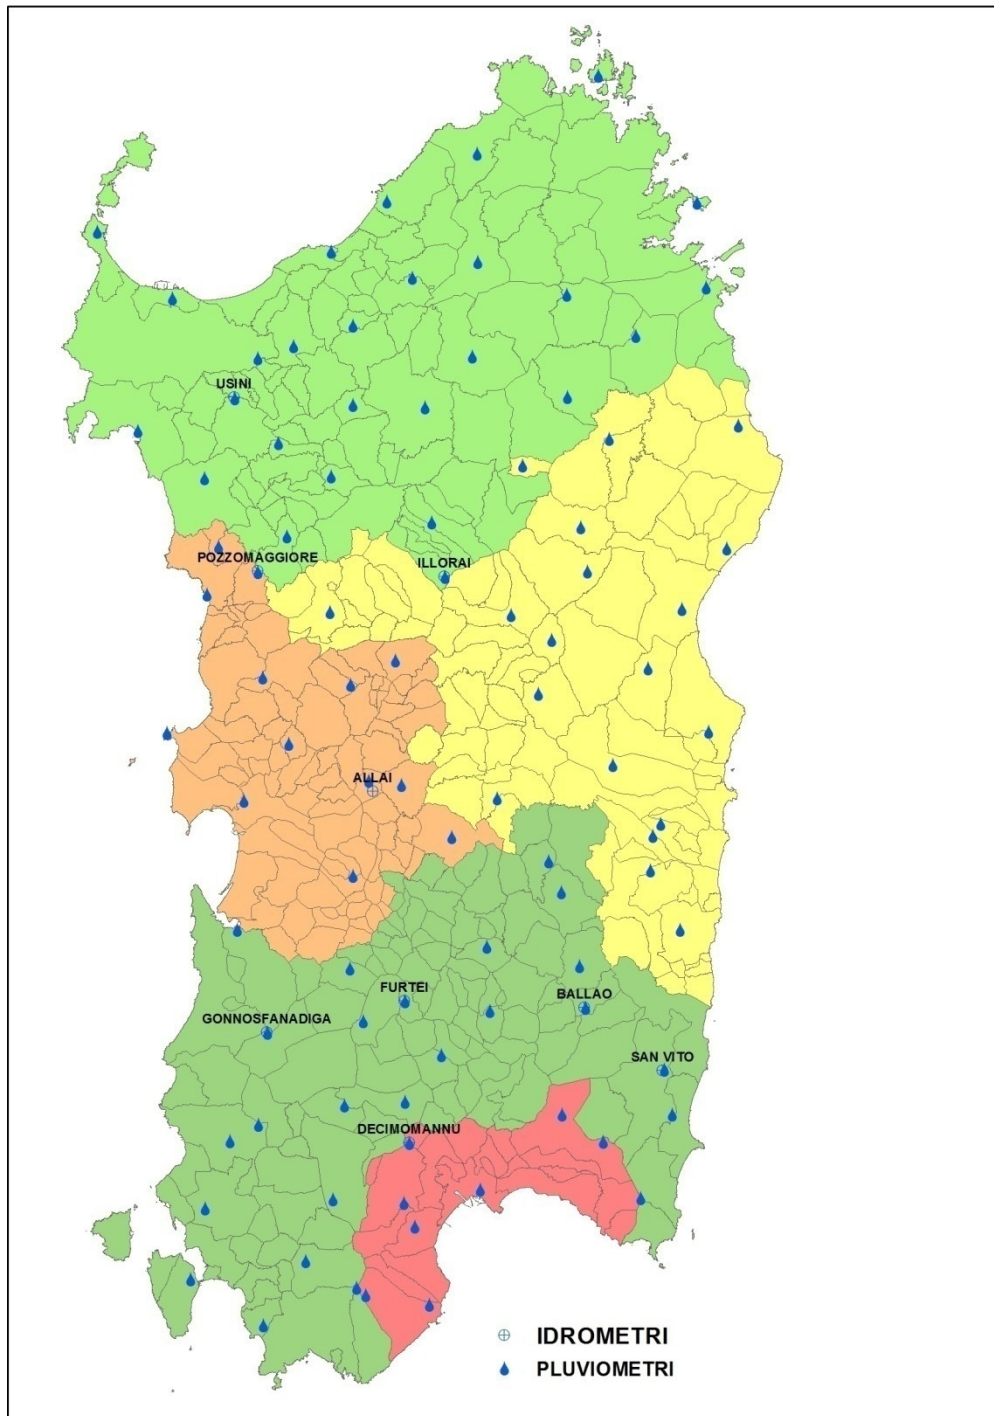 USINI
POZZOMAGGIORE
ILLORAI
ALLAI
FURTEI
BALLAO
GONNOSFANADIGA
SAN VITO
DECIMOMANNU
IDROMETRI
PLUVIOMETRI